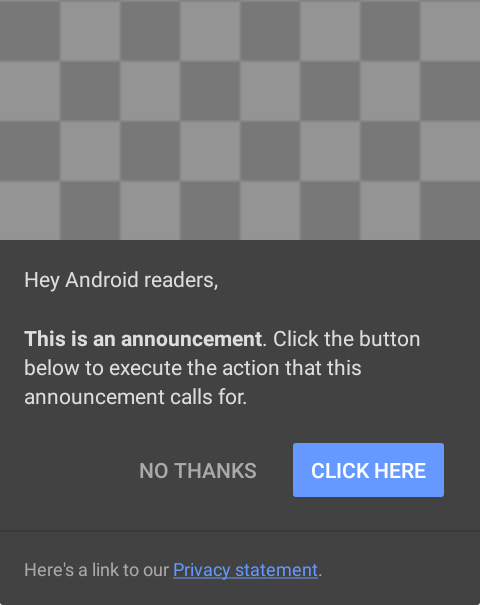 Hey Android readers,
This is an announcement. Click the button
below to execute the action that this
announcement calls for.
NO THANKS
CLICK HERE
Here's a link to our Privacy statement.